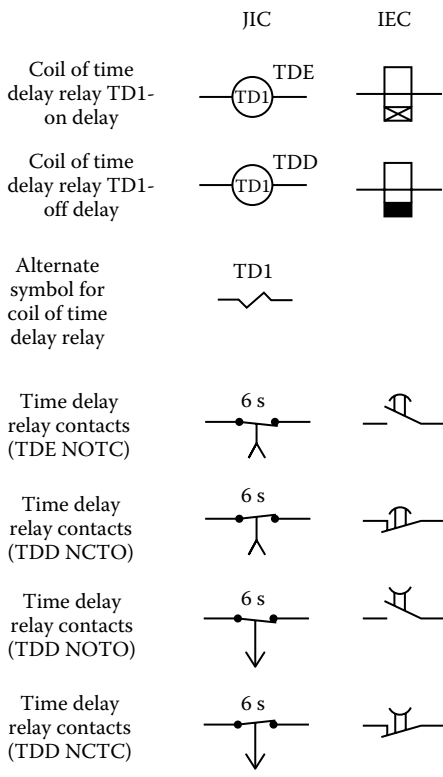 JIC IEC
Coil of time
delay relay TD1-
on delay
TDE
TD1
Coil of time
delay relay TD1-
off delay
TDD
TD1
Alternate
symbol for
coil of time
delay relay
TD1
Time delay
relay contacts
(TDE NOTC)
6 s
Time delay
relay contacts
(TDD NCTO)
6 s
Time delay
relay contacts
(TDD NOTO)
6 s
Time delay
relay contacts
(TDD NCTC)
6 s